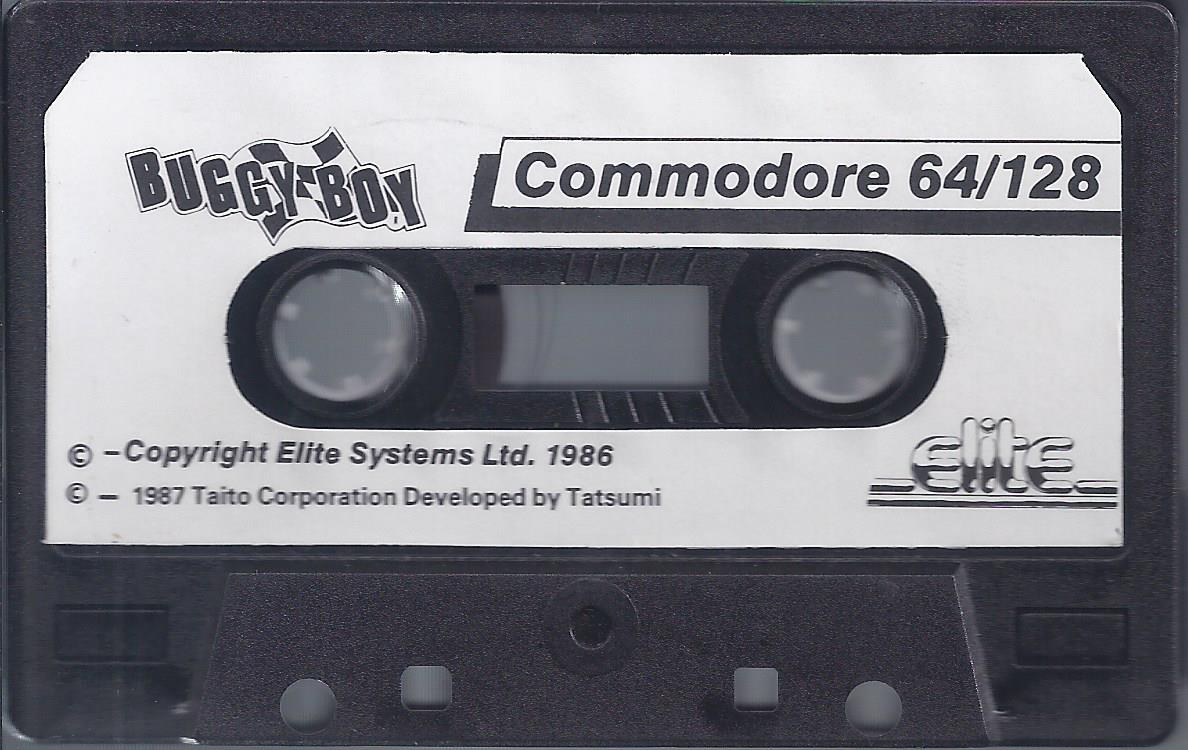 BUGGY BOY
Commodore 64/128
© -Copyright Elite Systems Ltd. 1986
© - 1987 Taito Corporation Developed by Tatsumi
elite